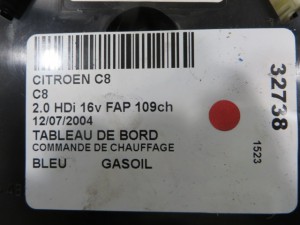 CITROEN C8
C8
2.0 HDi 16v FAP 109ch
12/07/2004
TABLEAU DE BORD
COMMANDE DE CHAUFFAGE
BLEU GASOIL
32738
1523